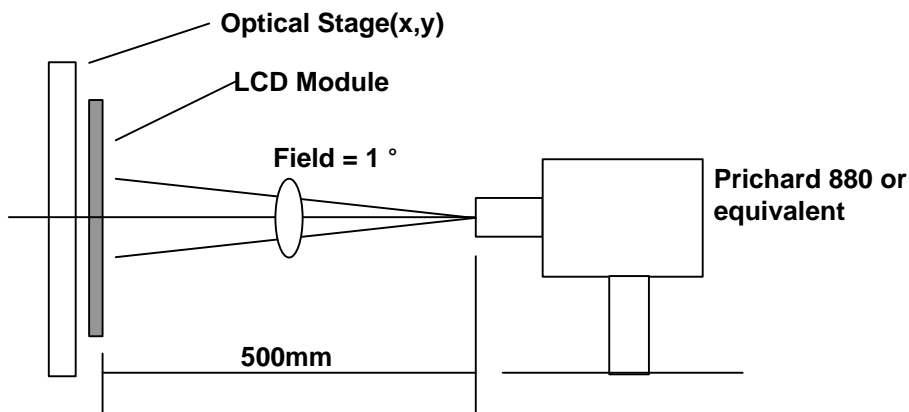 Optical Stage(x,y)
LCD Module
Field = 1 °
Prichard 880 or
equivalent
500mm